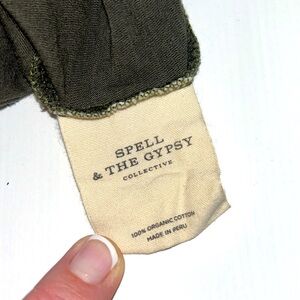 SPELL
& THE GYPSY
COLLECTIVE
100% ORGANIC COTTON
MADE IN PERU